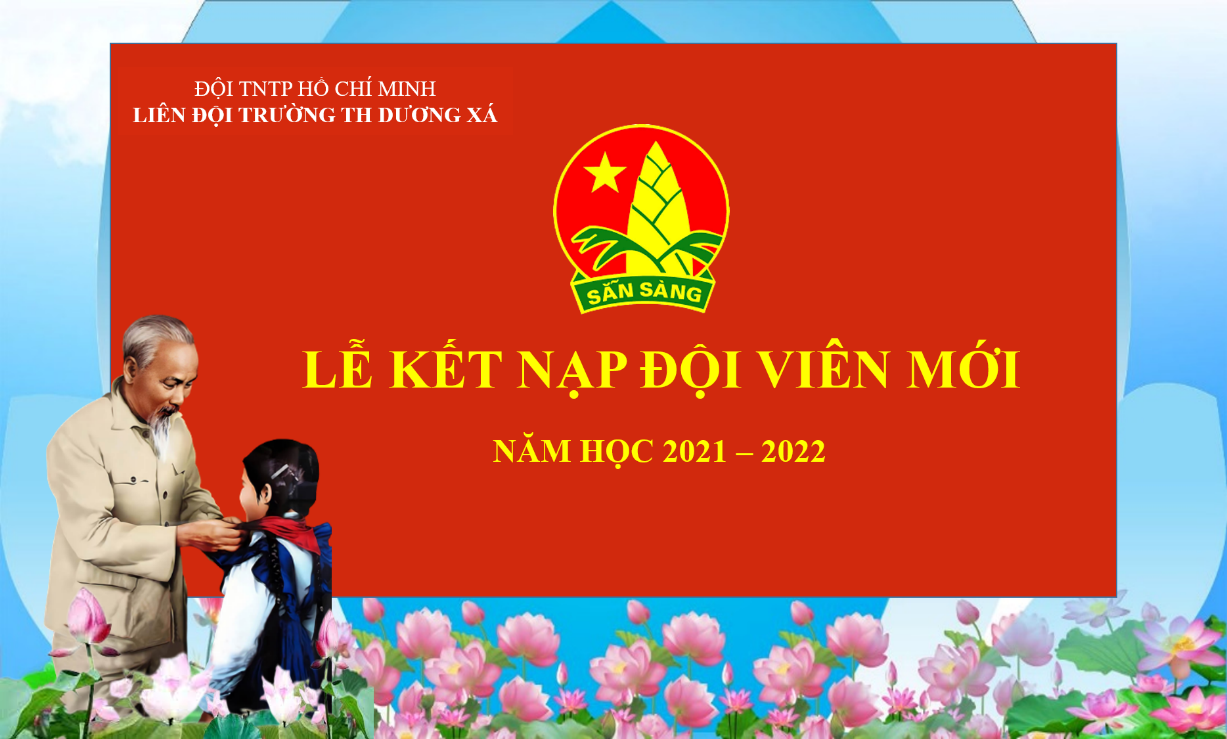 ĐỘI TNTP HỒ CHÍ MINH
LIÊN ĐỘI TRƯỜNG TH DƯƠNG XÁ
SẴN SÀNG
LỄ KẾT NẠP ĐỘI VIÊN MỚI
NĂM HỌC 2021 – 2022